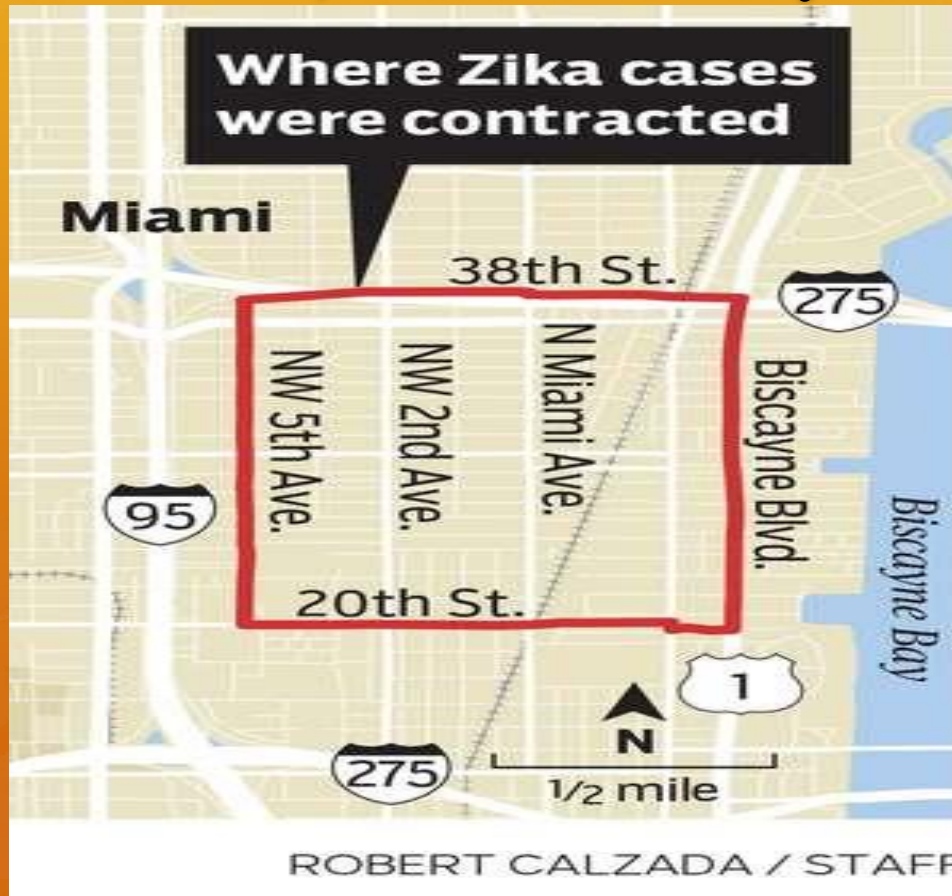 Where Zika cases
were contracted
Miami
38th St.
275
NW 5th Ave.
NW 2nd Ave.
N Miami Ave.
Biscayne Blvd.
95
Biscayne Bay
20th St.
1
N
275
1/2 mile
ROBERT CALZADA / STAFF